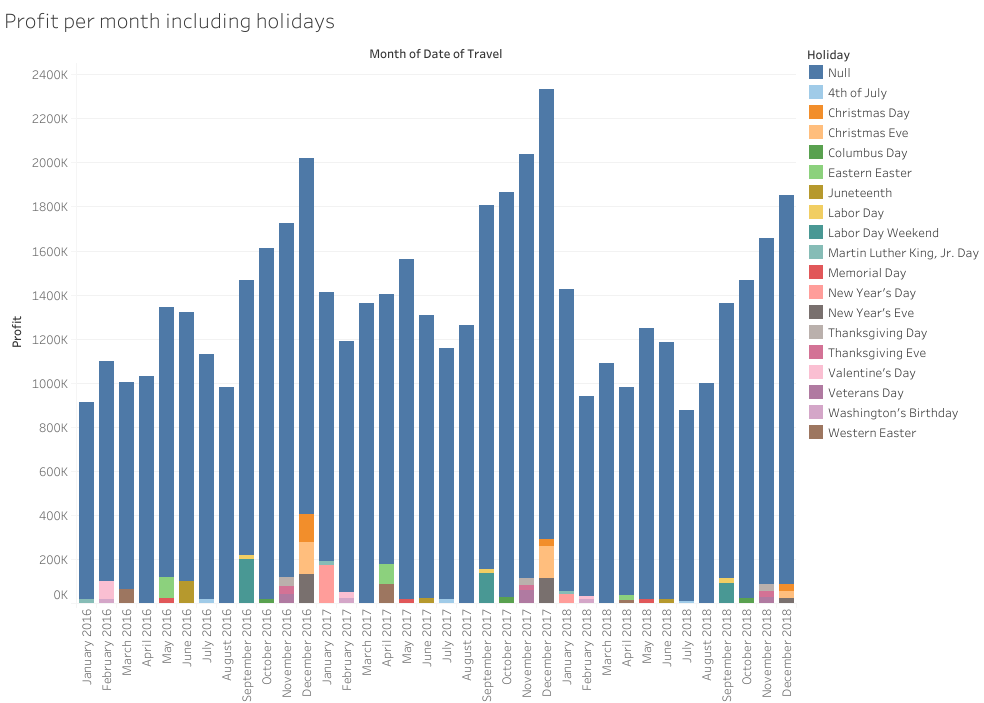 Profit per month including holidays
Month of Date of Travel
Holiday
Null
4th of July
Christmas Day
Christmas Eve
Columbus Day
Eastern Easter
Juneteenth
Labor Day
Labor Day Weekend
Martin Luther King, Jr. Day
Memorial Day
New Year's Day
New Year's Eve
Thanksgiving Day
Thanksgiving Eve
Valentine's Day
Veterans Day
Washington's Birthday
Western Easter
Profit
2400K
2200K
2000K
1800K
1600K
1400K
1200K
1000K
800K
600K
400K
200K
0K
January 2016
February 2016
March 2016
April 2016
May 2016
June 2016
July 2016
August 2016
September 2016
October 2016
November 2016
December 2016
January 2017
February 2017
March 2017
April 2017
May 2017
June 2017
July 2017
August 2017
September 2017
October 2017
November 2017
December 2017
January 2018
February 2018
March 2018
April 2018
May 2018
June 2018
July 2018
August 2018
September 2018
October 2018
November 2018
December 2018